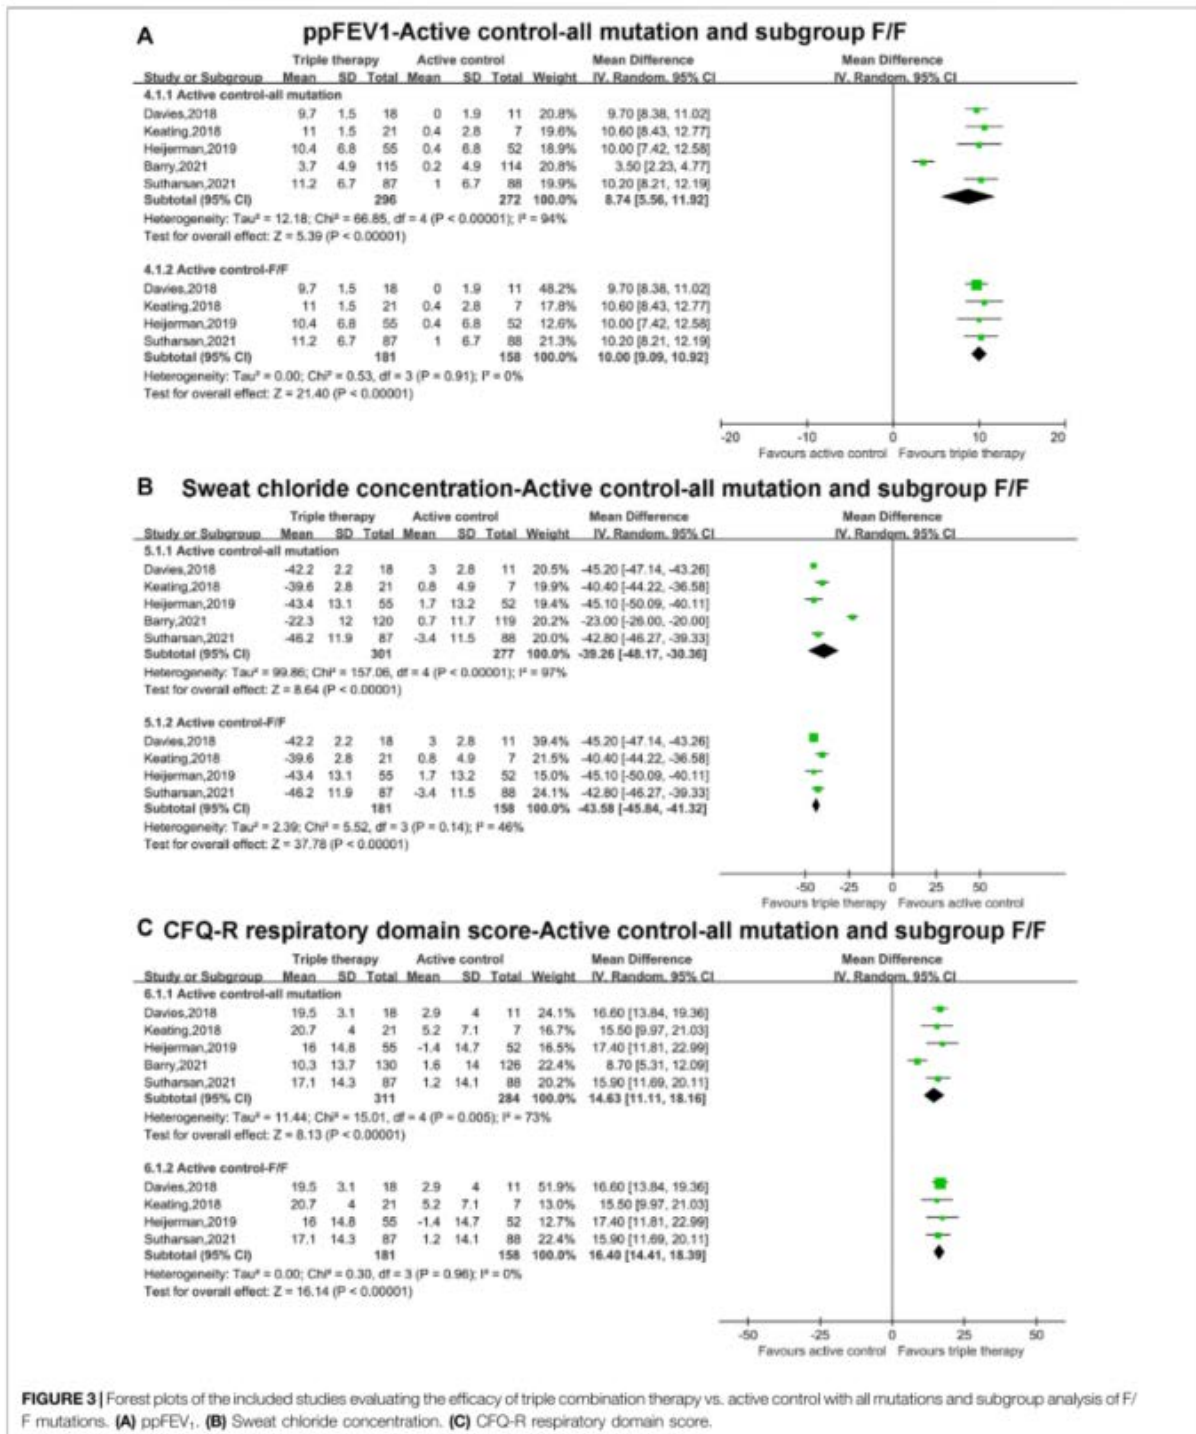 A ppFEV1-Active control-all mutation and subgroup F/F
Triple therapy Active control Mean Difference Mean Difference
Study or Subgroup Mean SD Total Mean SD Total Weight IV. Random. 95% CI IV. Random. 95% CI
4.1.1 Active control-all mutation
Davies,2018 9.7 1.5 18 0 1.9 11 20.8% 9.70 [8.38, 11.02]
Keating,2018 11 1.5 21 0.4 2.8 7 19.6% 10.60 [8.43, 12.77]
Heijerman,2019 10.4 6.8 55 0.4 6.8 52 18.9% 10.00 [7.42, 12.58]
Barry,2021 3.7 4.9 115 0.2 4.9 114 20.8% 3.50 [2.23, 4.77]
Sutharsan,2021 11.2 6.7 87 1 6.7 88 19.9% 10.20 [8.21, 12.19]
Subtotal (95% CI) 296 272 100.0% 8.74 [5.56, 11.92]
Heterogeneity: Tau² = 12.18; Chi² = 66.85, df = 4 (P < 0.00001); I² = 94%
Test for overall effect: Z = 5.39 (P < 0.00001)
4.1.2 Active control-F/F
Davies,2018 9.7 1.5 18 0 1.9 11 48.2% 9.70 [8.38, 11.02]
Keating,2018 11 1.5 21 0.4 2.8 7 17.8% 10.60 [8.43, 12.77]
Heijerman,2019 10.4 6.8 55 0.4 6.8 52 12.6% 10.00 [7.42, 12.58]
Sutharsan,2021 11.2 6.7 87 1 6.7 88 21.3% 10.20 [8.21, 12.19]
Subtotal (95% CI) 181 158 100.0% 10.00 [9.09, 10.92]
Heterogeneity: Tau² = 0.00; Chi² = 0.53, df = 3 (P = 0.91); I² = 0%
Test for overall effect: Z = 21.40 (P < 0.00001)
-20 -10 0 10 20
Favours active control Favours triple therapy
B Sweat chloride concentration-Active control-all mutation and subgroup F/F
Triple therapy Active control Mean Difference Mean Difference
Study or Subgroup Mean SD Total Mean SD Total Weight IV. Random. 95% CI IV. Random. 95% CI
5.1.1 Active control-all mutation
Davies,2018 -42.2 2.2 18 3 2.8 11 20.5% -45.20 [-47.14, -43.26]
Keating,2018 -39.6 2.8 21 0.8 4.9 7 19.9% -40.40 [-44.22, -36.58]
Heijerman,2019 -43.4 13.1 55 1.7 13.2 52 19.4% -45.10 [-50.09, -40.11]
Barry,2021 -22.3 12 120 0.7 11.7 119 20.2% -23.00 [-26.00, -20.00]
Sutharsan,2021 -46.2 11.9 87 -3.4 11.5 88 20.0% -42.80 [-46.27, -39.33]
Subtotal (95% CI) 301 277 100.0% -39.26 [-48.17, -30.36]
Heterogeneity: Tau² = 99.86; Chi² = 157.06, df = 4 (P < 0.00001); I² = 97%
Test for overall effect: Z = 8.64 (P < 0.00001)
5.1.2 Active control-F/F
Davies,2018 -42.2 2.2 18 3 2.8 11 39.4% -45.20 [-47.14, -43.26]
Keating,2018 -39.6 2.8 21 0.8 4.9 7 21.5% -40.40 [-44.22, -36.58]
Heijerman,2019 -43.4 13.1 55 1.7 13.2 52 15.0% -45.10 [-50.09, -40.11]
Sutharsan,2021 -46.2 11.9 87 -3.4 11.5 88 24.1% -42.80 [-46.27, -39.33]
Subtotal (95% CI) 181 158 100.0% -43.58 [-45.84, -41.32]
Heterogeneity: Tau² = 2.39; Chi² = 5.52, df = 3 (P = 0.14); I² = 46%
Test for overall effect: Z = 37.78 (P < 0.00001)
-50 -25 0 25 50
Favours triple therapy Favours active control
C CFQ-R respiratory domain score-Active control-all mutation and subgroup F/F
Triple therapy Active control Mean Difference Mean Difference
Study or Subgroup Mean SD Total Mean SD Total Weight IV. Random. 95% CI IV. Random. 95% CI
6.1.1 Active control-all mutation
Davies,2018 19.5 3.1 18 2.9 4 11 24.1% 16.60 [13.84, 19.36]
Keating,2018 20.7 4 21 5.2 7.1 7 16.7% 15.50 [9.97, 21.03]
Heijerman,2019 16 14.8 55 -1.4 14.7 52 16.5% 17.40 [11.81, 22.99]
Barry,2021 10.3 13.7 130 1.6 14 126 22.4% 8.70 [5.31, 12.09]
Sutharsan,2021 17.1 14.3 87 1.2 14.1 88 20.2% 15.90 [11.69, 20.11]
Subtotal (95% CI) 311 284 100.0% 14.63 [11.11, 18.16]
Heterogeneity: Tau² = 11.44; Chi² = 15.01, df = 4 (P = 0.005); I² = 73%
Test for overall effect: Z = 8.13 (P < 0.00001)
6.1.2 Active control-F/F
Davies,2018 19.5 3.1 18 2.9 4 11 51.9% 16.60 [13.84, 19.36]
Keating,2018 20.7 4 21 5.2 7.1 7 13.0% 15.50 [9.97, 21.03]
Heijerman,2019 16 14.8 55 -1.4 14.7 52 12.7% 17.40 [11.81, 22.99]
Sutharsan,2021 17.1 14.3 87 1.2 14.1 88 22.4% 15.90 [11.69, 20.11]
Subtotal (95% CI) 181 158 100.0% 16.40 [14.41, 18.39]
Heterogeneity: Tau² = 0.00; Chi² = 0.30, df = 3 (P = 0.96); I² = 0%
Test for overall effect: Z = 16.14 (P < 0.00001)
-50 -25 0 25 50
Favours active control Favours triple therapy
FIGURE 3 | Forest plots of the included studies evaluating the efficacy of triple combination therapy vs. active control with all mutations and subgroup analysis of F/
F mutations. (A) ppFEV₁. (B) Sweat chloride concentration. (C) CFQ-R respiratory domain score.